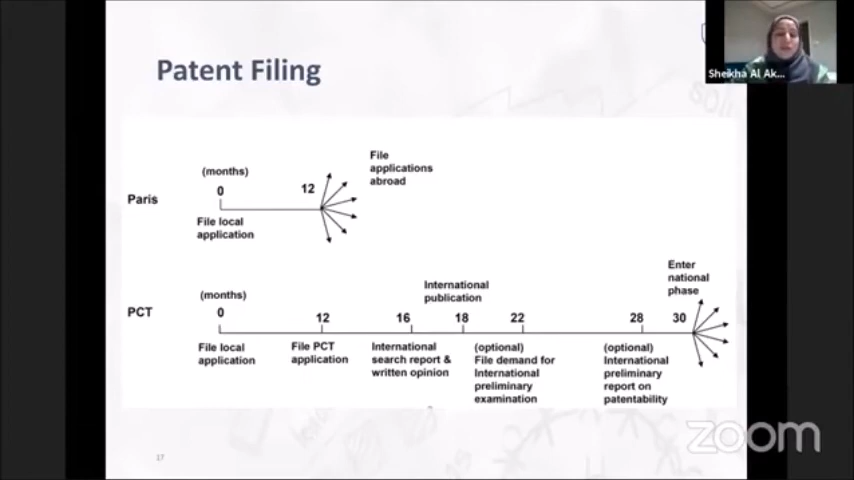 Patent Filing
Sheikha Al Ak...
(months)
0
12
File
applications
abroad
Paris
File local
application
(months)
PCT
0
12
16
International
publication
18
22
28
30
Enter
national
phase
File local
application
File PCT
application
International
search report &
written opinion
(optional)
File demand for
International
preliminary
examination
(optional)
International
preliminary
report on
patentability
17
zoom